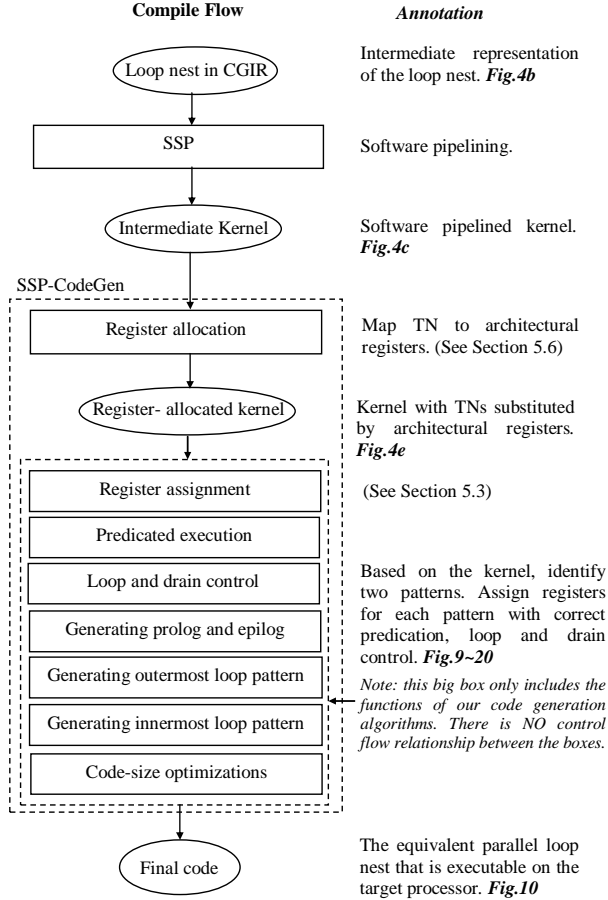 Compile Flow
Annotation
Loop nest in CGIR
Intermediate representation
of the loop nest. Fig.4b
SSP
Software pipelining.
Intermediate Kernel
Software pipelined kernel.
Fig.4c
SSP-CodeGen
Register allocation
Map TN to architectural
registers. (See Section 5.6)
Register- allocated kernel
Kernel with TNs substituted
by architectural registers.
Fig.4e
Register assignment
(See Section 5.3)
Predicated execution
Loop and drain control
Generating prolog and epilog
Generating outermost loop pattern
Generating innermost loop pattern
Code-size optimizations
Based on the kernel, identify
two patterns. Assign registers
for each pattern with correct
predication, loop and drain
control. Fig.9~20
Note: this big box only includes the
functions of our code generation
algorithms. There is NO control
flow relationship between the boxes.
Final code
The equivalent parallel loop
nest that is executable on the
target processor. Fig.10